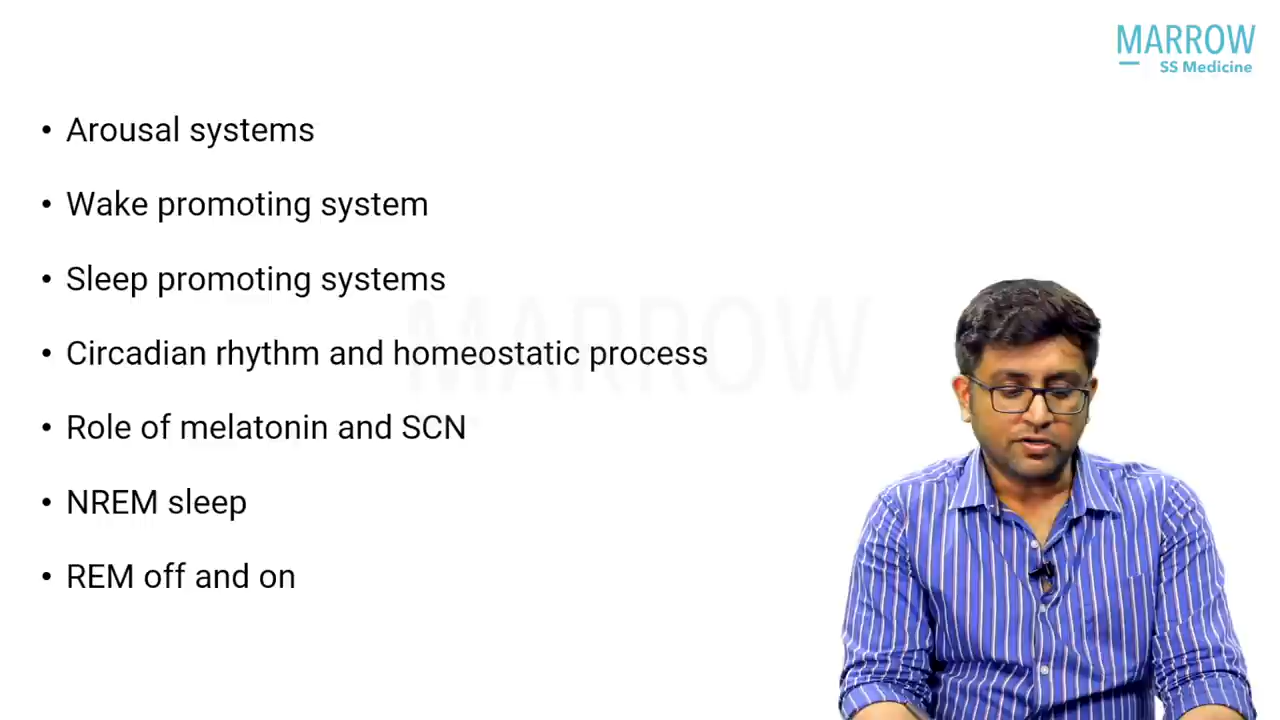 MARROW
SS Medicine
• Arousal systems
• Wake promoting system
• Sleep promoting systems
• Circadian rhythm and homeostatic process
• Role of melatonin and SCN
• NREM sleep
• REM off and on
MARROW